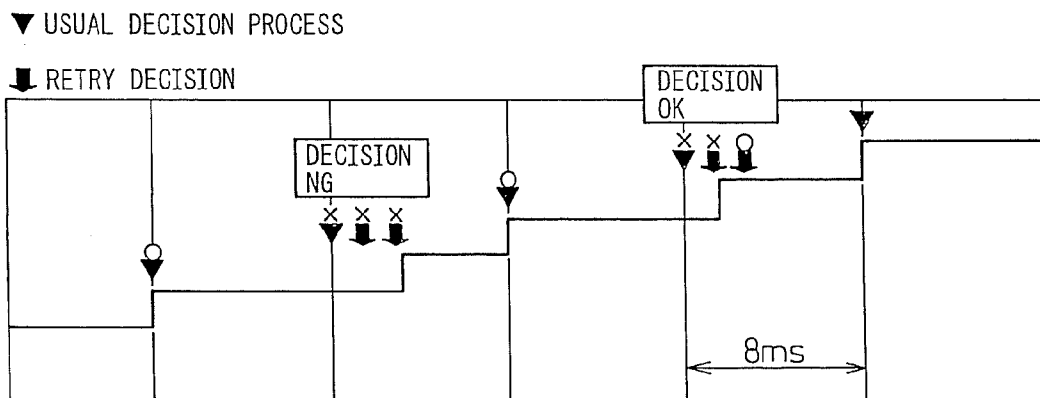 USUAL DECISION PROCESS
RETRY DECISION
DECISION
OK
DECISION
NG
8ms